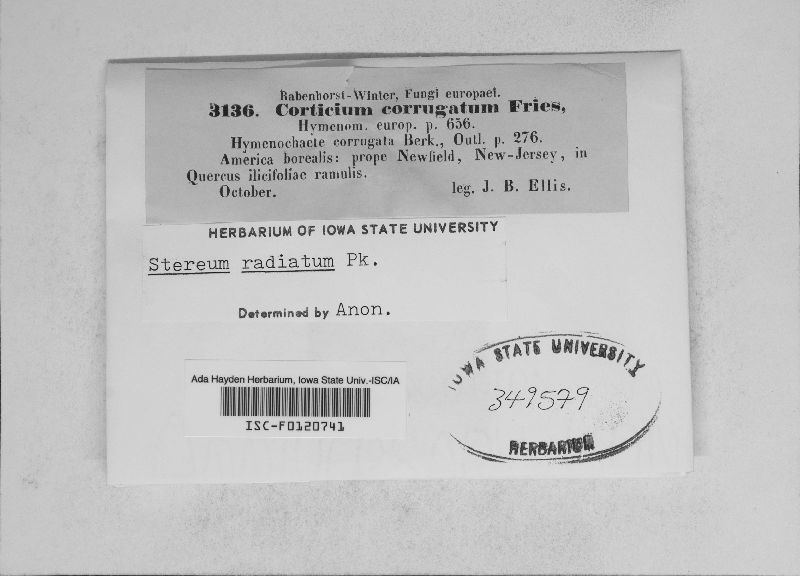 Rabenhorst-Winter, Fungi europaei.
3136. Corticium corrugatum Fries,
Hymenom. europ. p. 656.
Hymenochaete corrugata Berk., Outl. p. 276.
America borealis: prope Newfield, New-Jersey, in
Quercus ilicifoliae ramulis.
October. leg. J. B. Ellis.
HERBARIUM OF IOWA STATE UNIVERSITY
Stereum radiatum Pk.
Determined by Anon.
Ada Hayden Herbarium, Iowa State Univ.-ISC/IA
ISC-F0120741
IOWA STATE UNIVERSITY
349579
HERBARIUM